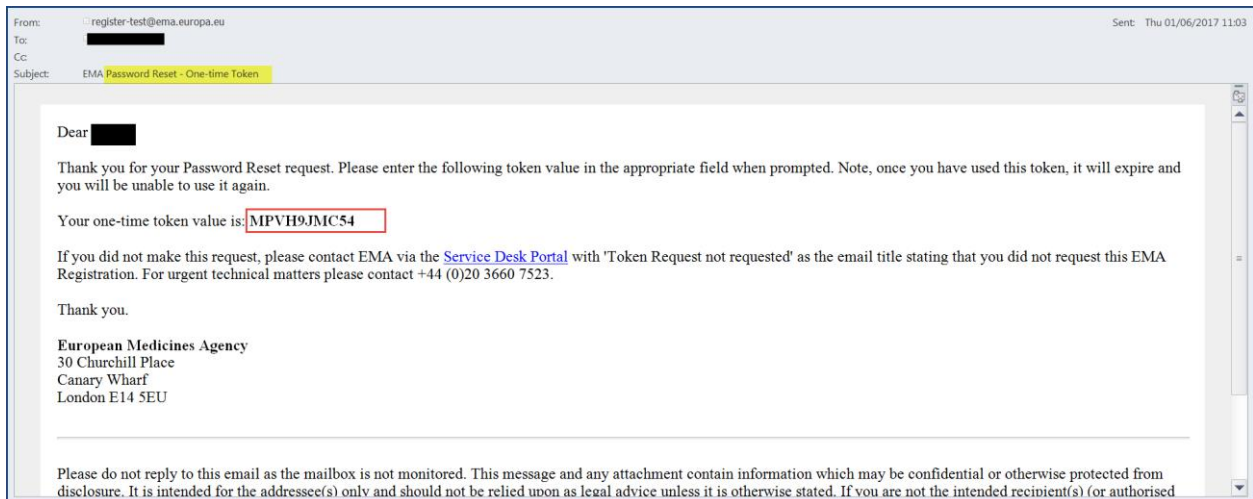 From: register-test@ema.europa.eu Sent: Thu 01/06/2017 11:03
To:
Cc:
Subject: EMA Password Reset - One-time Token
Dear
Thank you for your Password Reset request. Please enter the following token value in the appropriate field when prompted. Note, once you have used this token, it will expire and
you will be unable to use it again.
Your one-time token value is: MPVH9JMC54
If you did not make this request, please contact EMA via the Service Desk Portal with 'Token Request not requested' as the email title stating that you did not request this EMA
Registration. For urgent technical matters please contact +44 (0)20 3660 7523.
Thank you.
European Medicines Agency
30 Churchill Place
Canary Wharf
London E14 5EU
Please do not reply to this email as the mailbox is not monitored. This message and any attachment contain information which may be confidential or otherwise protected from
disclosure. It is intended for the addressee(s) only and should not be relied upon as legal advice unless it is otherwise stated. If you are not the intended recipient(s) (or authorised